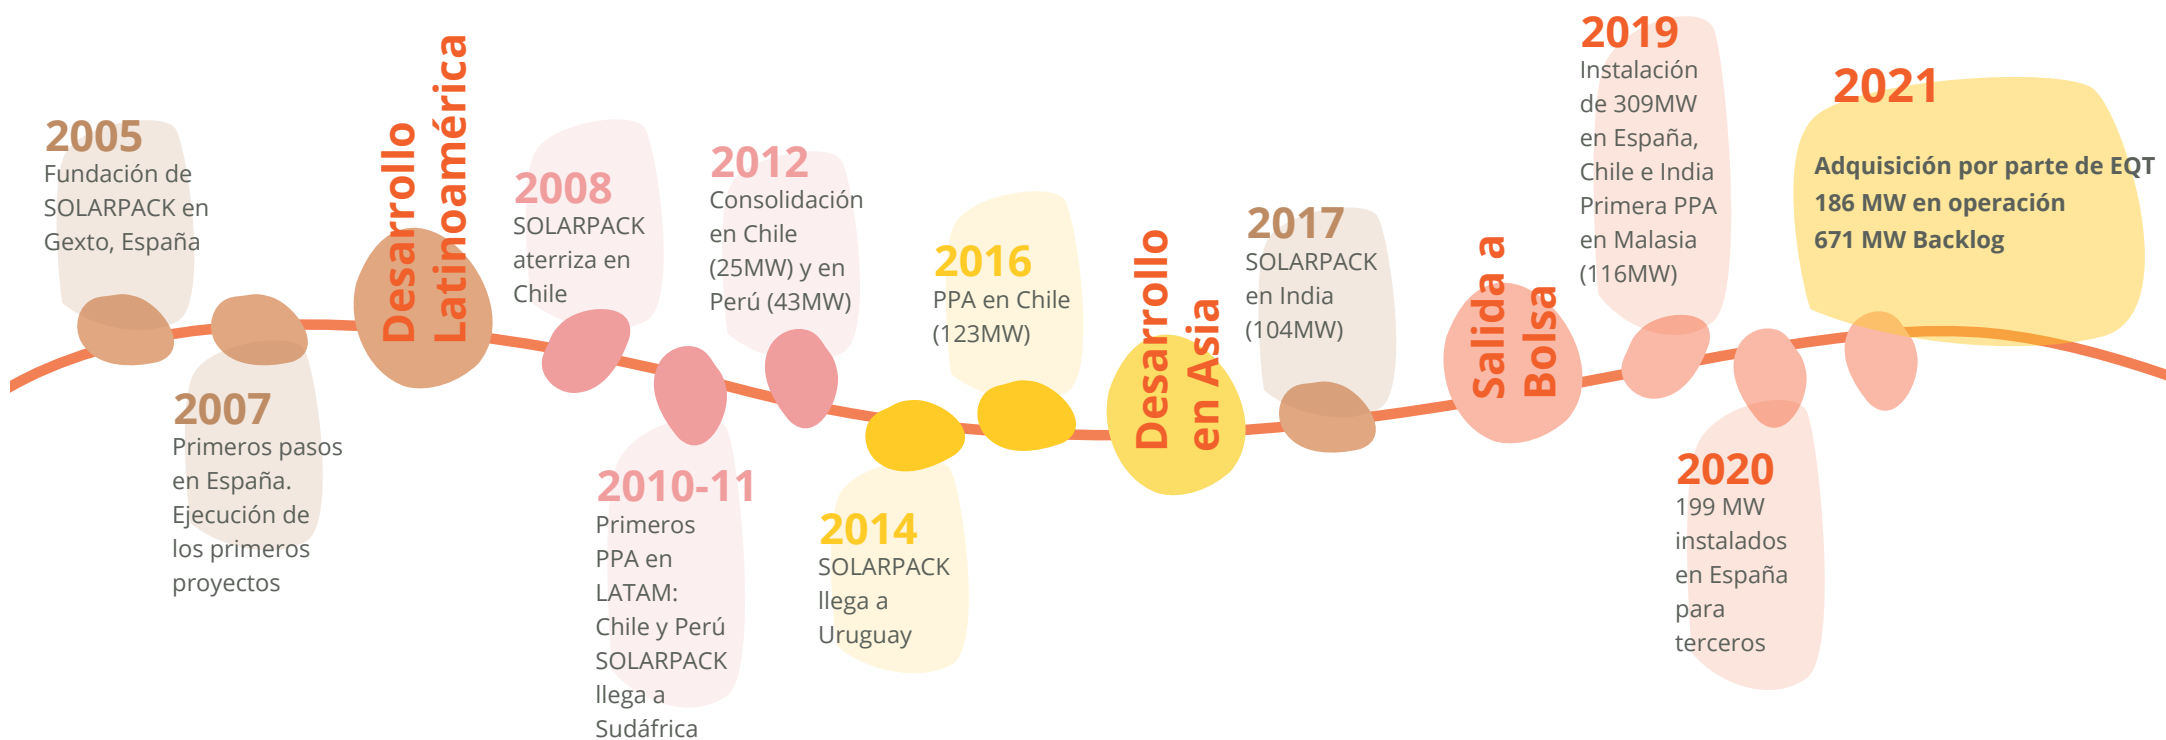 2005
Fundación de
SOLARPACK en
Gexto, España
2007
Primeros pasos
en España.
Ejecución de
los primeros
proyectos
Desarrollo
Latinoamérica
2008
SOLARPACK
aterriza en
Chile
2010-11
Primeros
PPA en
LATAM:
Chile y Perú
SOLARPACK
llega a
Sudáfrica
2012
Consolidación
en Chile
(25MW) y en
Perú (43MW)
2014
SOLARPACK
llega a
Uruguay
2016
PPA en Chile
(123MW)
Desarrollo
en Asia
2017
SOLARPACK
en India
(104MW)
Salida a
Bolsa
2019
Instalación
de 309MW
en España,
Chile e India
Primera PPA
en Malasia
(116MW)
2020
199 MW
instalados
en España
para
terceros
2021
Adquisición por parte de EQT
186 MW en operación
671 MW Backlog